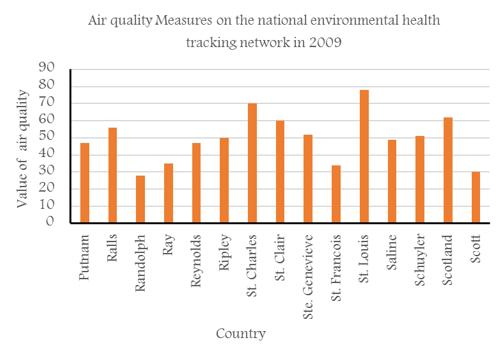 Air quality Measures on the national environmental health
tracking network in 2009
Value of air quality
90
80
70
60
50
40
30
20
10
0
Putnam
Ralls
Randolph
Ray
Reynolds
Ripley
St. Charles
St. Clair
Ste. Genevieve
St. Francois
St. Louis
Saline
Schuyler
Scotland
Scott
Country